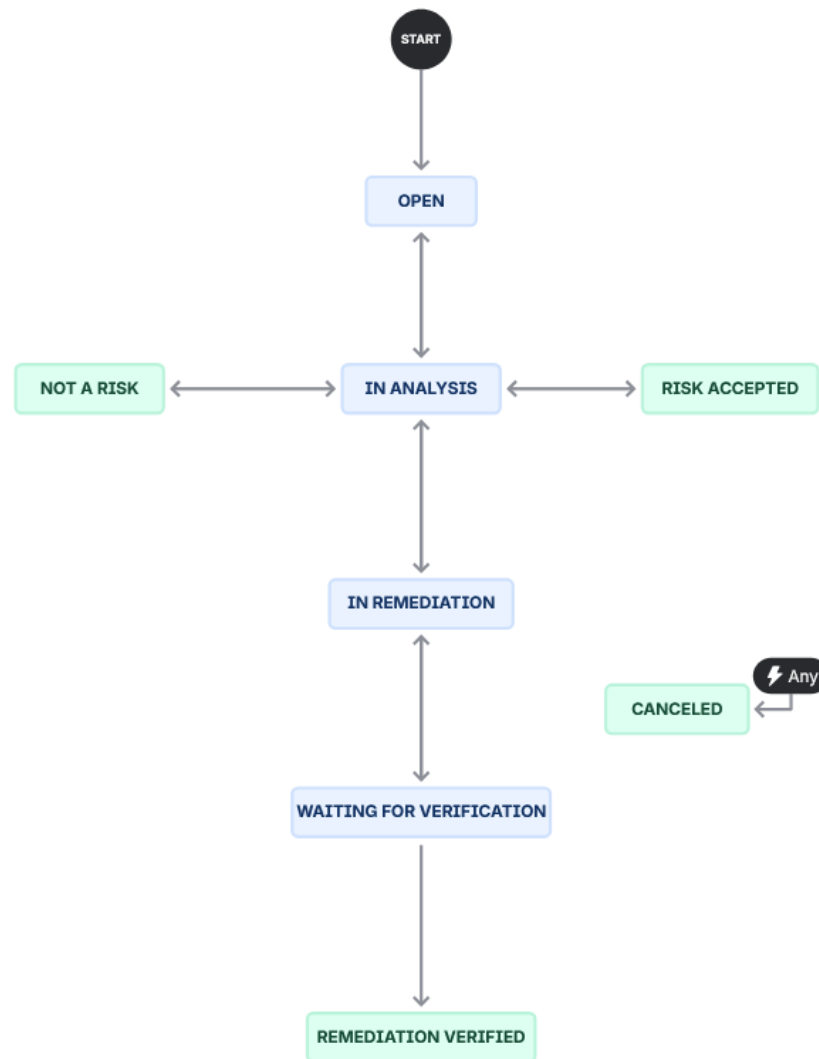 START
OPEN
NOT A RISK
IN ANALYSIS
RISK ACCEPTED
IN REMEDIATION
Any
CANCELED
WAITING FOR VERIFICATION
REMEDIATION VERIFIED